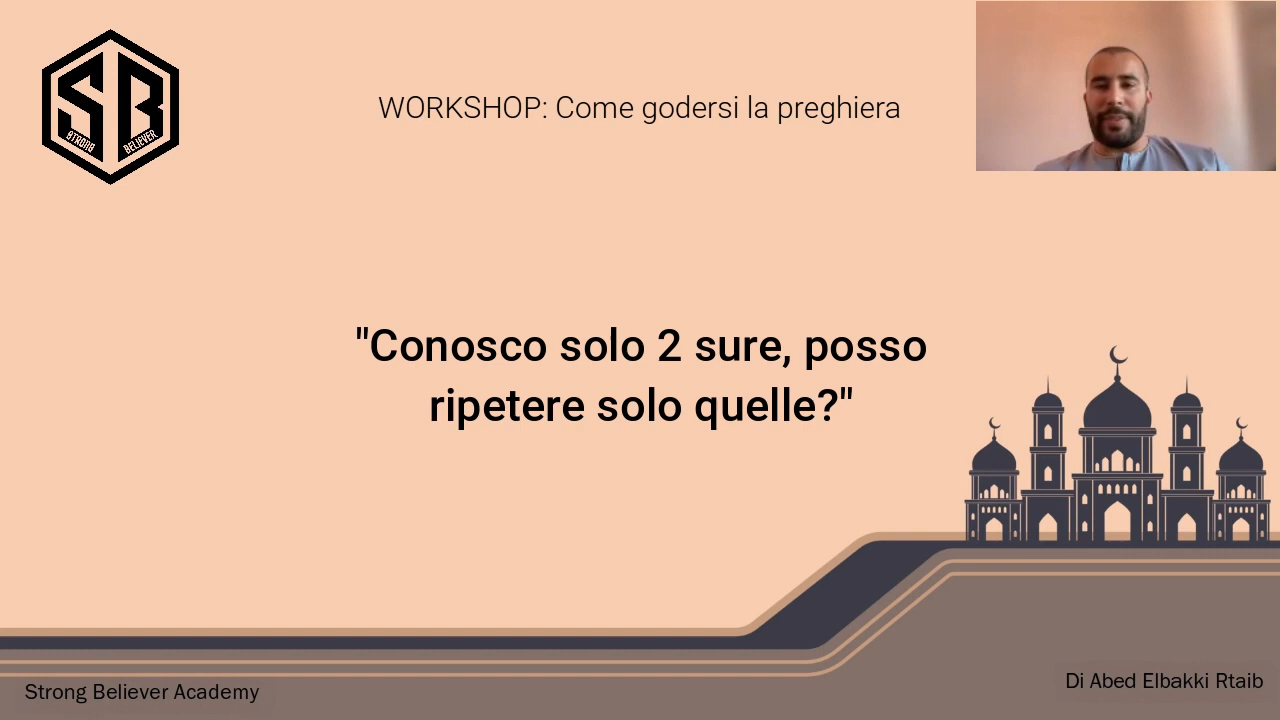 SB
STRONG BELIEVER
WORKSHOP: Come godersi la preghiera
"Conosco solo 2 sure, posso
ripetere solo quelle?"
Strong Believer Academy
Di Abed Elbakki Rtaib